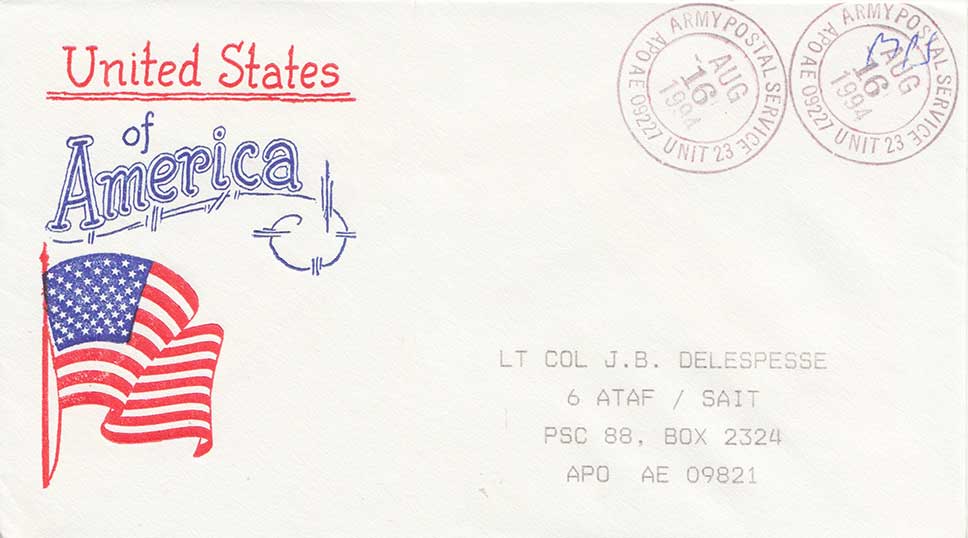 United States
of
America
ARMY POSTAL SERVICE
APO AE 09227 UNIT 23
AUG
16
1994
ARMY POSTAL SERVICE
APO AE 09227 UNIT 23
AUG
16
1994
LT COL J.B. DELESPESSE
6 ATAF / SAIT
PSC 88, BOX 2324
APO AE 09821